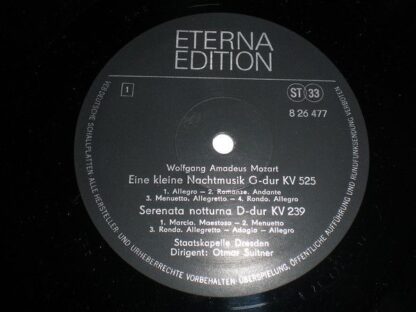 ETERNA
EDITION
1
ST 33
8 26 477
Wolfgang Amadeus Mozart
Eine kleine Nachtmusik G-dur KV 525
1. Allegro – 2. Romanze. Andante
3. Menuetto. Allegretto – 4. Rondo. Allegro
Serenata notturna D-dur KV 239
1. Marcia. Maestoso – 2. Menuetto
3. Rondo. Allegretto – Adagio – Allegro
Staatskapelle Dresden
Dirigent: Otmar Suitner
VEB DEUTSCHE SCHALLPLATTEN · ALLE HERSTELLER- UND URHEBERRECHTE VORBEHALTEN · ÜBERSPIELUNG, ÖFFENTLICHE AUFFÜHRUNG UND RUNDFUNKSENDUNG VERBOTEN